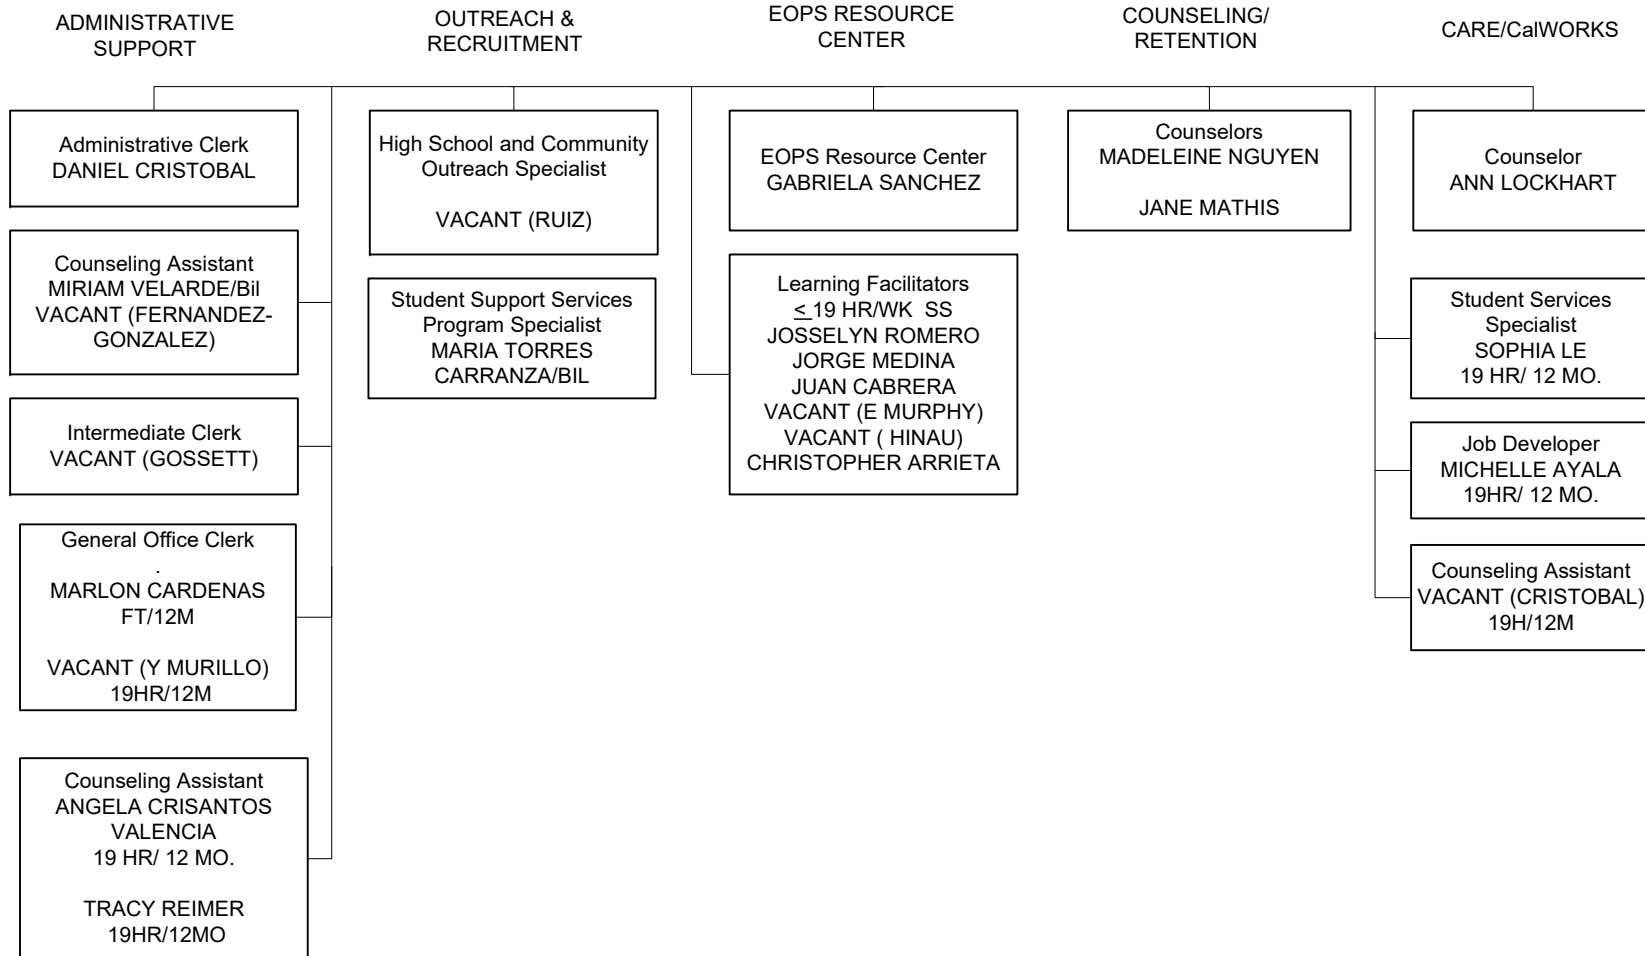 ADMINISTRATIVE
SUPPORT
OUTREACH &
RECRUITMENT
EOPS RESOURCE
CENTER
COUNSELING/
RETENTION
CARE/CalWORKS
Administrative Clerk
DANIEL CRISTOBAL
Counseling Assistant
MIRIAM VELARDE/Bil
VACANT (FERNANDEZ-
GONZALEZ)
Intermediate Clerk
VACANT (GOSSETT)
General Office Clerk
.
MARLON CARDENAS
FT/12M
VACANT (Y MURILLO)
19HR/12M
Counseling Assistant
ANGELA CRISANTOS
VALENCIA
19 HR/ 12 MO.
TRACY REIMER
19HR/12MO
High School and Community
Outreach Specialist
VACANT (RUIZ)
Student Support Services
Program Specialist
MARIA TORRES
CARRANZA/BIL
EOPS Resource Center
GABRIELA SANCHEZ
Learning Facilitators
< 19 HR/WK  SS
JOSSELYN ROMERO
JORGE MEDINA
JUAN CABRERA
VACANT (E MURPHY)
VACANT ( HINAU)
CHRISTOPHER ARRIETA
Counselors
MADELEINE NGUYEN
JANE MATHIS
Counselor
ANN LOCKHART
Student Services
Specialist
SOPHIA LE
19 HR/ 12 MO.
Job Developer
MICHELLE AYALA
19HR/ 12 MO.
Counseling Assistant
VACANT (CRISTOBAL)
19H/12M